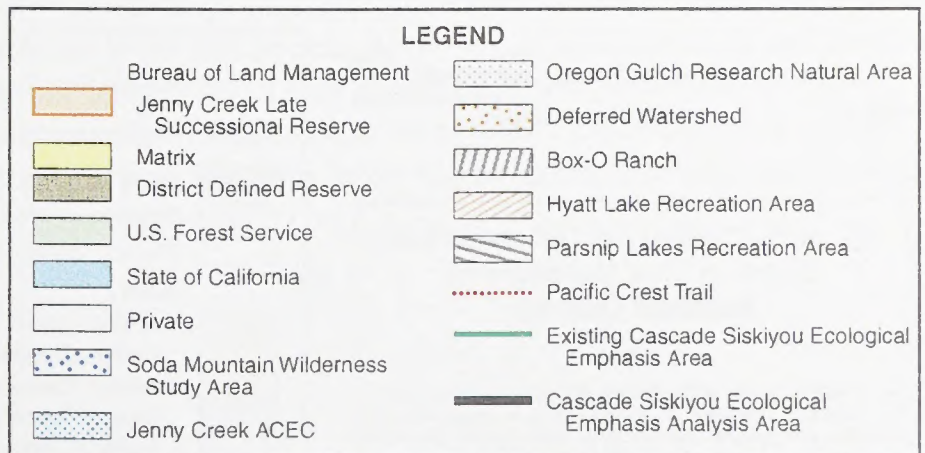 LEGEND
Bureau of Land Management
Jenny Creek Late
Successional Reserve
Matrix
District Defined Reserve
U.S. Forest Service
State of California
Private
Soda Mountain Wilderness
Study Area
Jenny Creek ACEC
Oregon Gulch Research Natural Area
Deferred Watershed
Box-O Ranch
Hyatt Lake Recreation Area
Parsnip Lakes Recreation Area
Pacific Crest Trail
Existing Cascade Siskiyou Ecological
Emphasis Area
Cascade Siskiyou Ecological
Emphasis Analysis Area